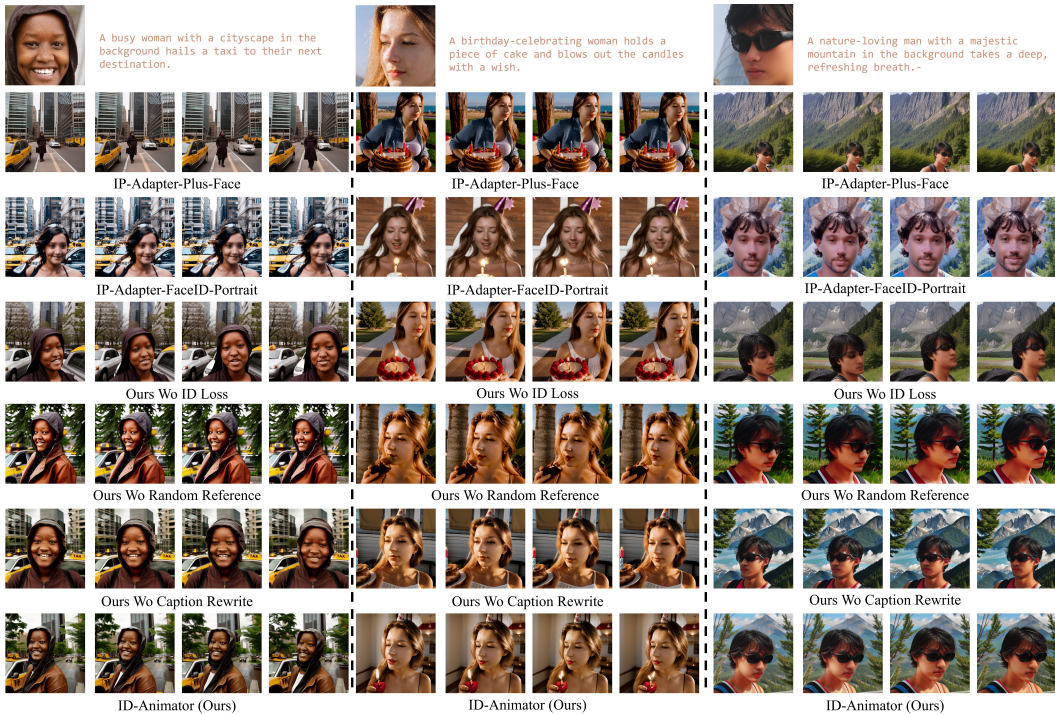 A busy woman with a cityscape in the
background hails a taxi to their next
destination.
A birthday-celebrating woman holds a
piece of cake and blows out the candles
with a wish.
A nature-loving man with a majestic
mountain in the background takes a deep,
refreshing breath.-
IP-Adapter-Plus-Face
IP-Adapter-Plus-Face
IP-Adapter-Plus-Face
IP-Adapter-FaceID-Portrait
IP-Adapter-FaceID-Portrait
IP-Adapter-FaceID-Portrait
Ours Wo ID Loss
Ours Wo ID Loss
Ours Wo ID Loss
Ours Wo Random Reference
Ours Wo Random Reference
Ours Wo Random Reference
Ours Wo Caption Rewrite
Ours Wo Caption Rewrite
Ours Wo Caption Rewrite
ID-Animator (Ours)
ID-Animator (Ours)
ID-Animator (Ours)